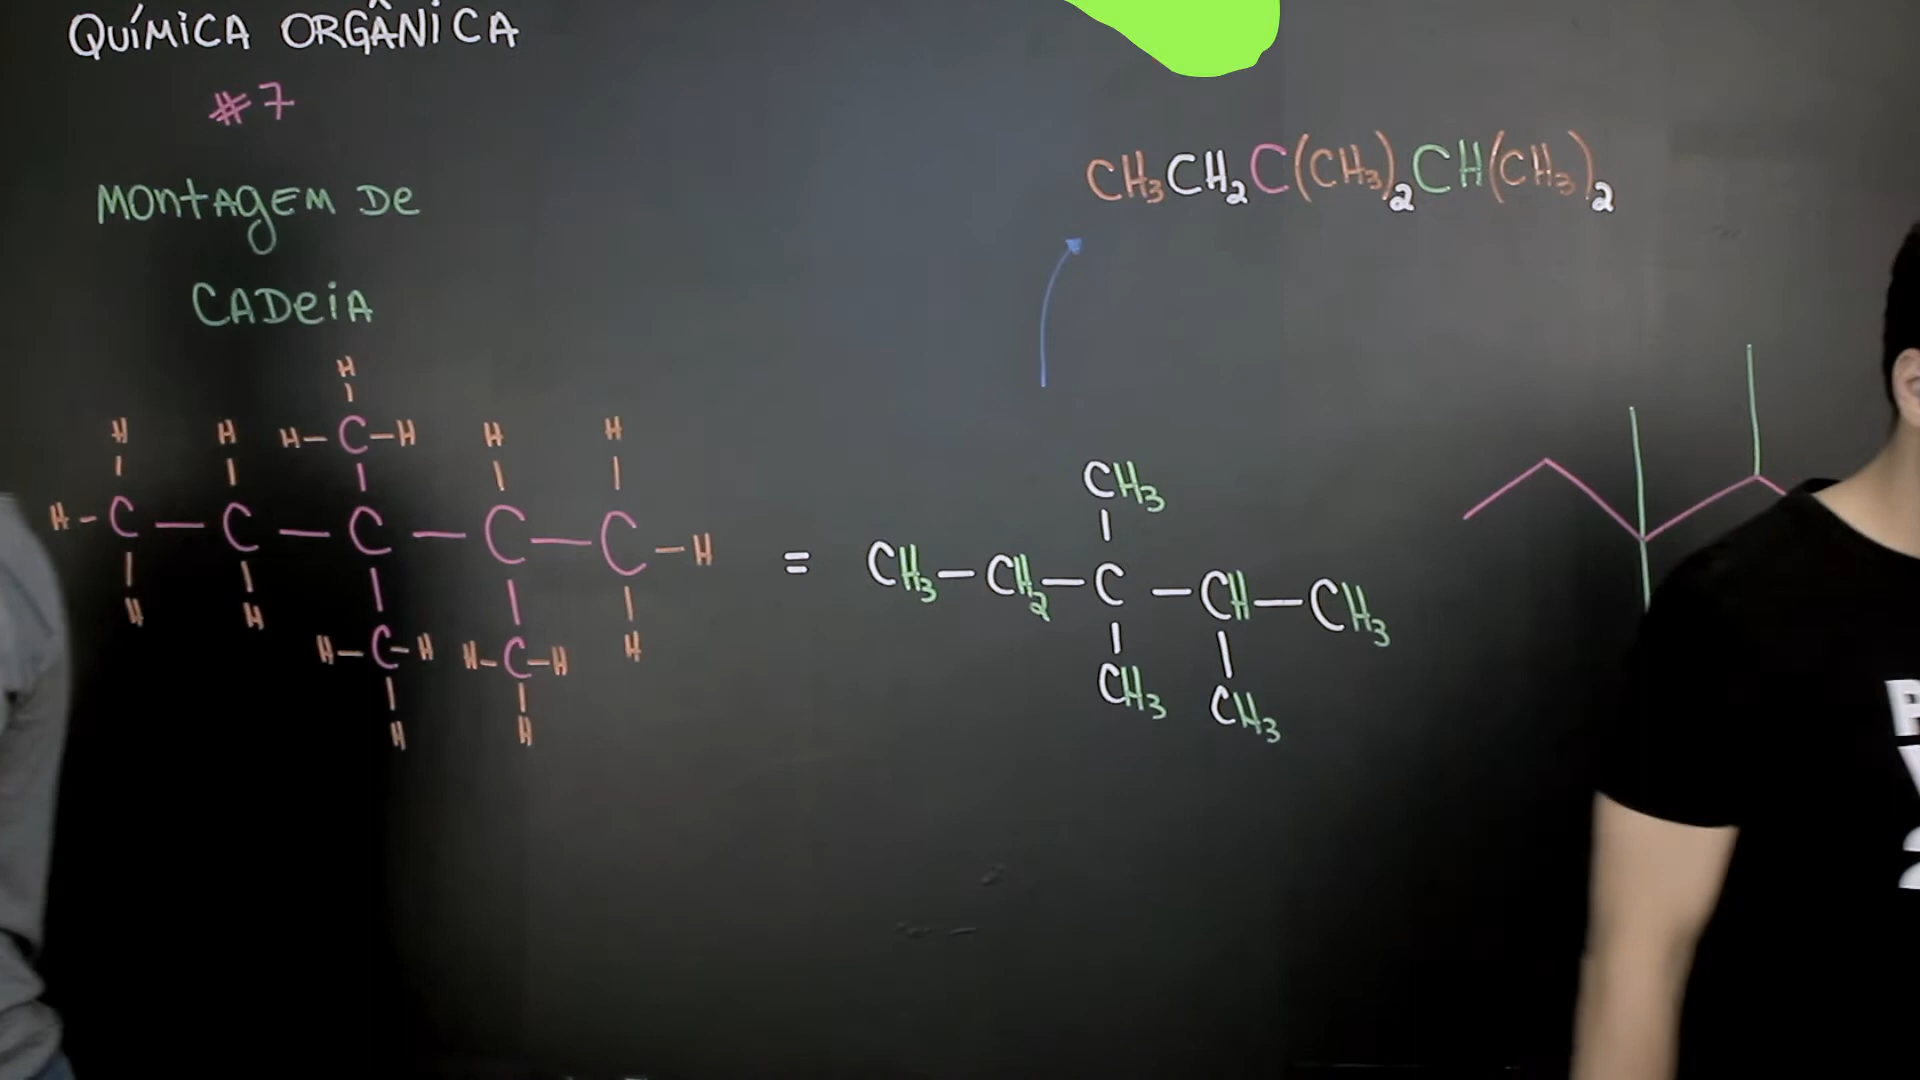 QUÍMICA ORGÂNICA
#7
MONTAGEM DE
CADEIA
CH₃CH₂C(CH₃)₂CH(CH₃)₂
H
H H H–C–H H H
H–C–C–C–C–C–H
H H H–C–H H–C–H H
H H
=
CH₃
CH₃–CH₂–C–CH–CH₃
CH₃ CH₃